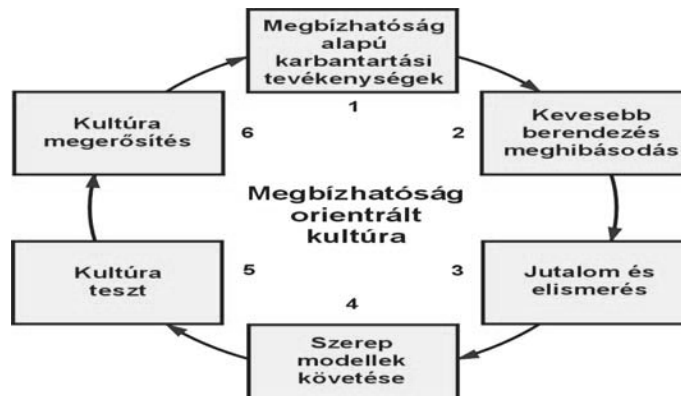 Megbízhatóság
alapú
karbantartási
tevékenységek
1
Kevesebb
berendezés
meghibásodás
2
Jutalom és
elismerés
3
Szerep
modellek
követése
4
Kultúra
teszt
5
Kultúra
megerősítés
6
Megbízhatóság
orientrált
kultúra